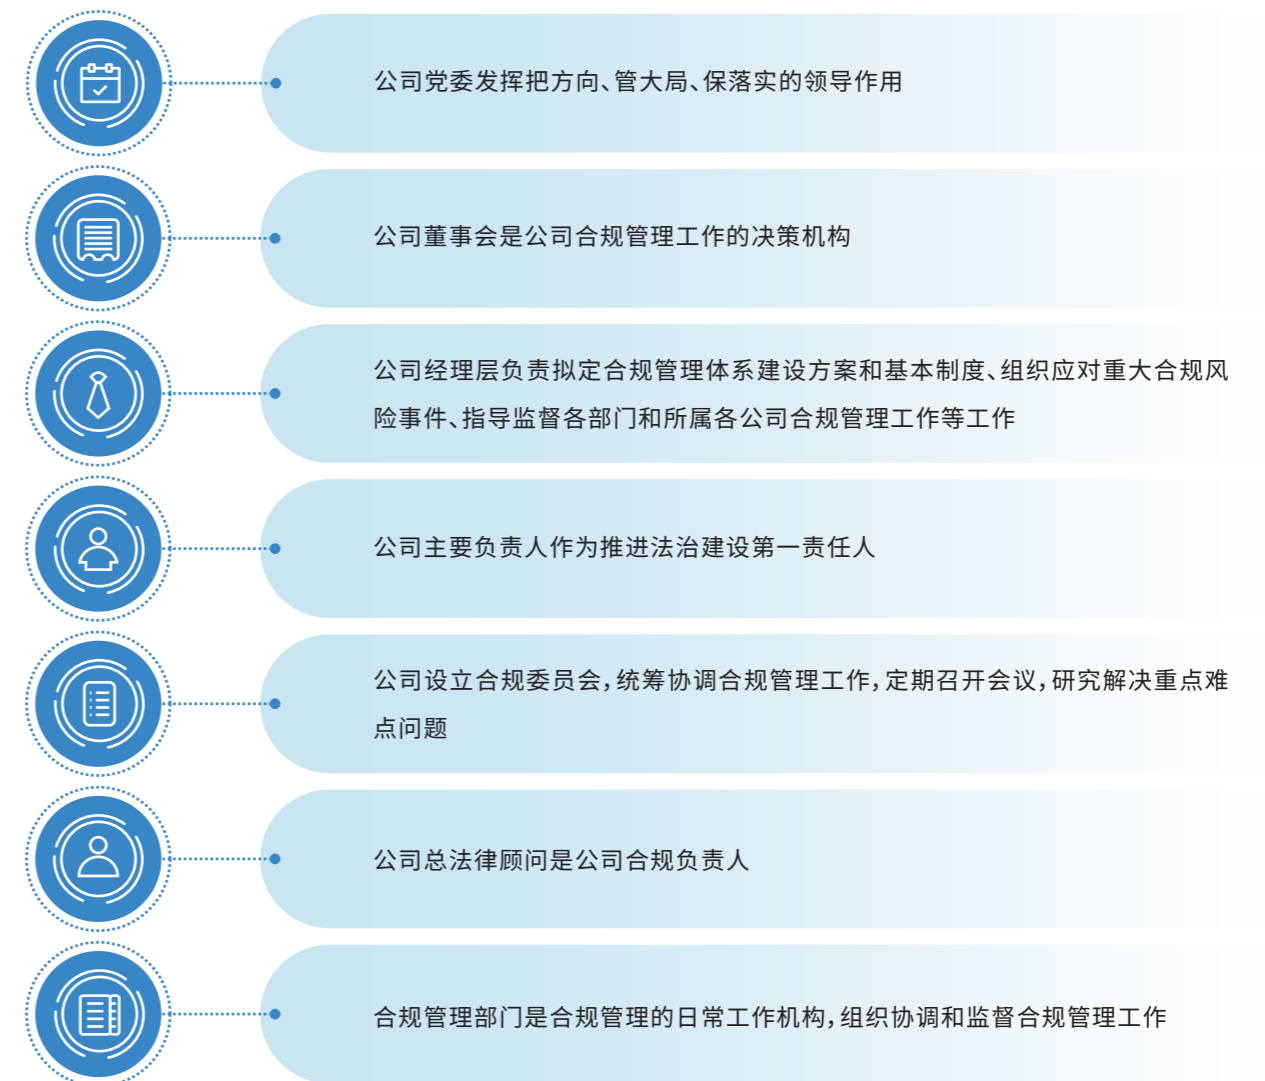 公司党委发挥把方向、管大局、保落实的领导作用
公司董事会是公司合规管理工作的决策机构
公司经理层负责拟定合规管理体系建设方案和基本制度、组织应对重大合规风
险事件、指导监督各部门和所属各公司合规管理工作等工作
公司主要负责人作为推进法治建设第一责任人
公司设立合规委员会，统筹协调合规管理工作，定期召开会议，研究解决重点难
点问题
公司总法律顾问是公司合规负责人
合规管理部门是合规管理的日常工作机构，组织协调和监督合规管理工作